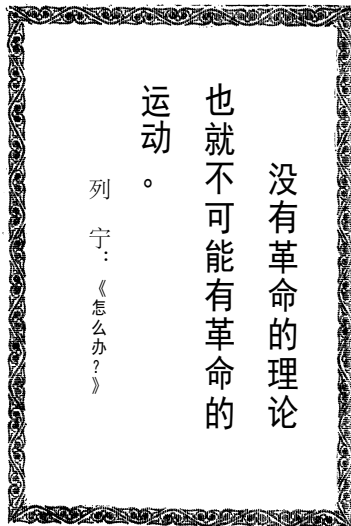 没有革命的理论
也就不可能有革命的
运动。
列宁：《怎么办？》